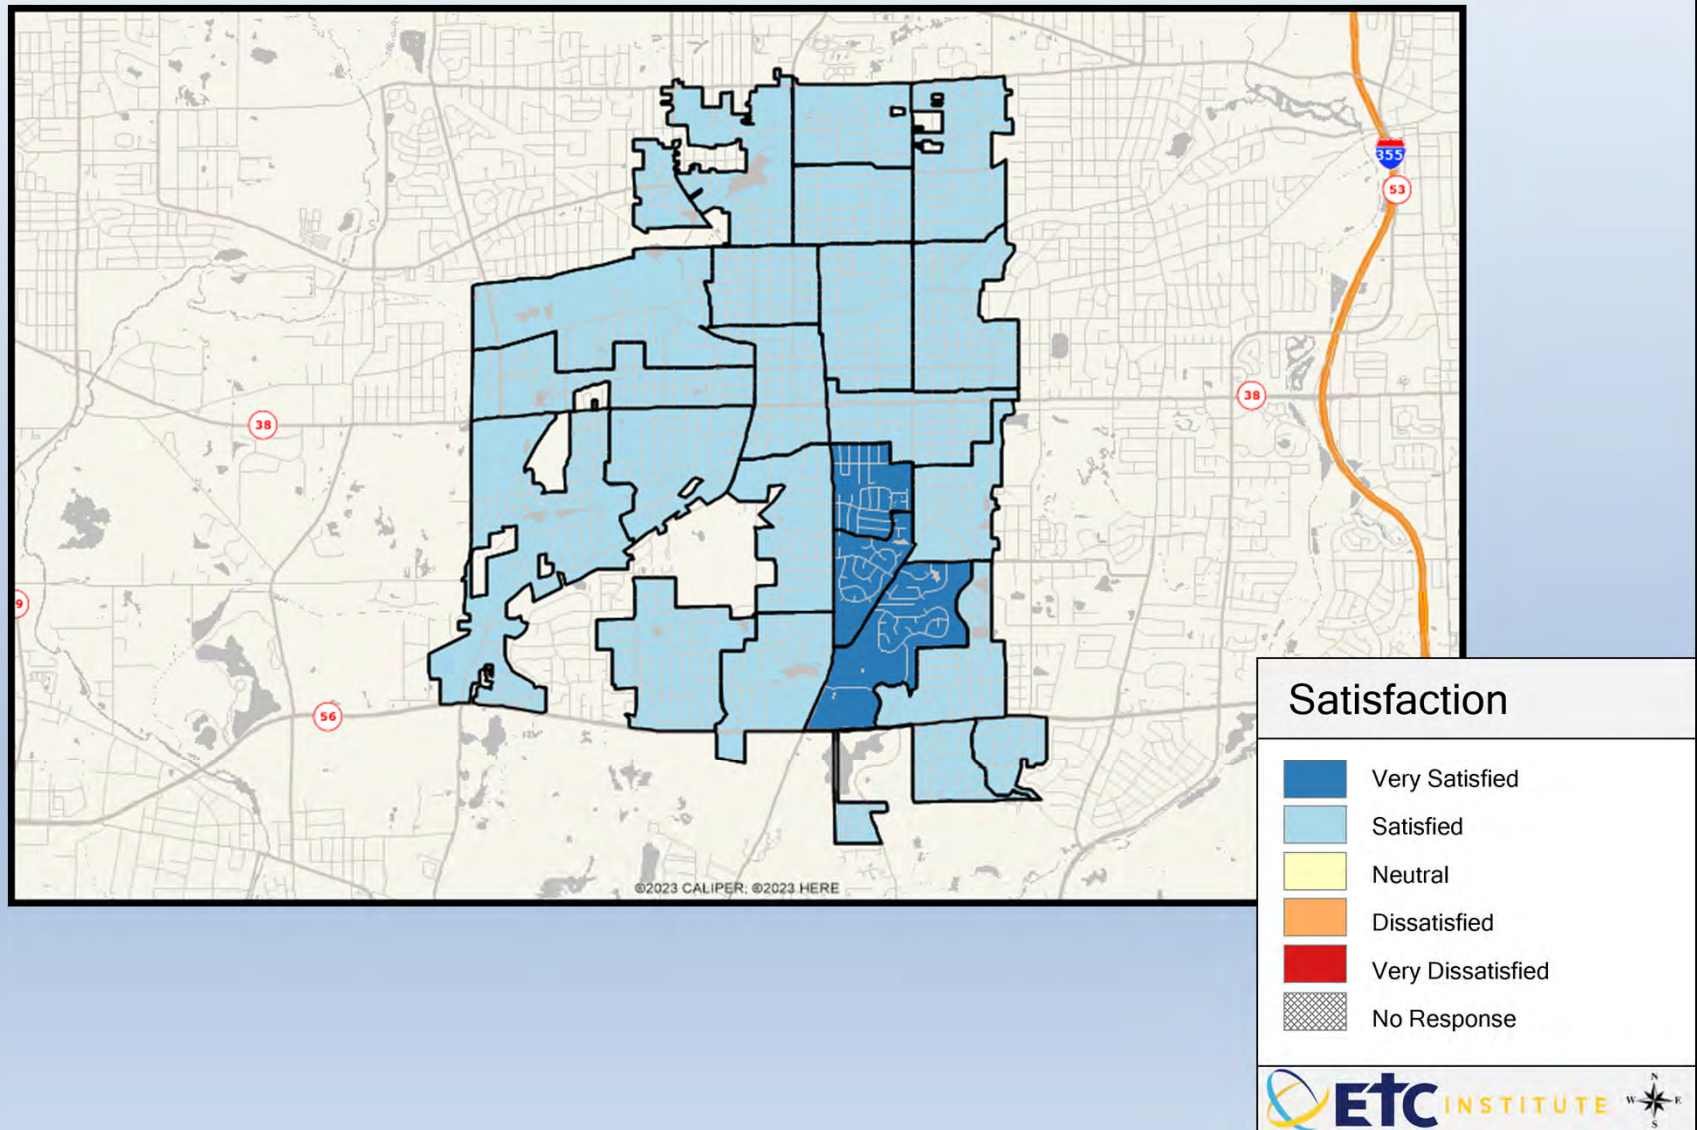 355
53
38
38
9
56
©2023 CALIPER; ©2023 HERE
Satisfaction
Very Satisfied
Satisfied
Neutral
Dissatisfied
Very Dissatisfied
No Response
ETC INSTITUTE
N
W E
S